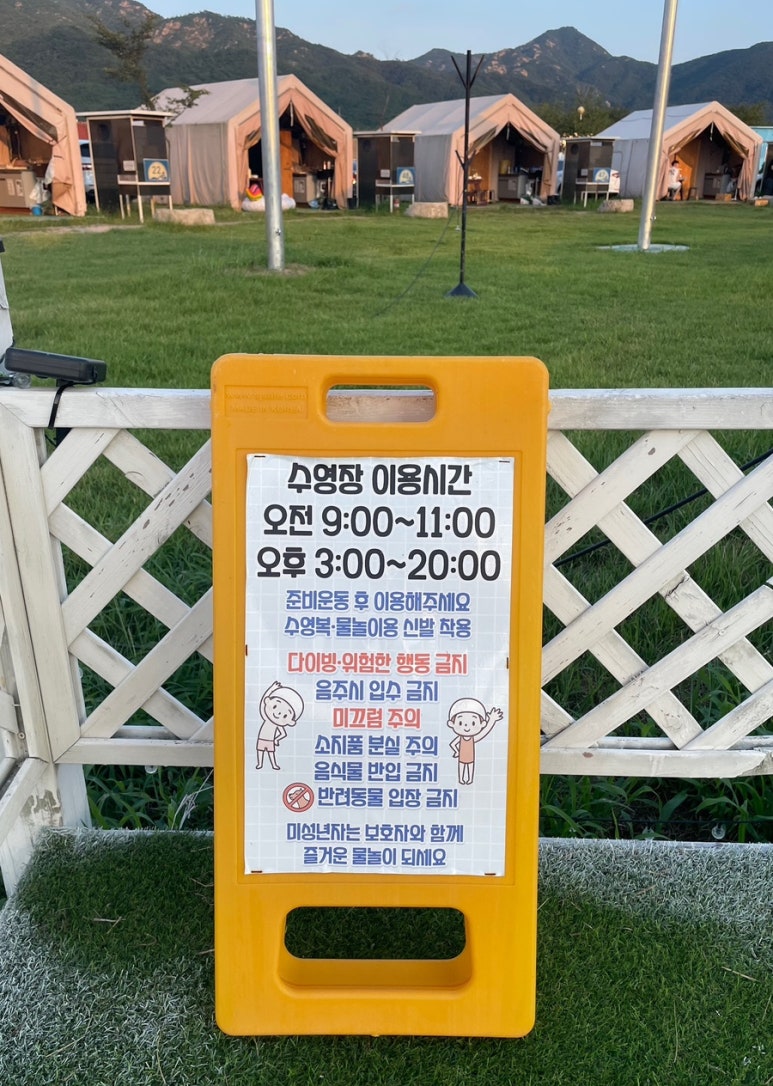 수영장 이용시간
오전 9:00~11:00
오후 3:00~20:00
준비운동 후 이용해주세요
수영복·물놀이용 신발 착용
다이빙·위험한 행동 금지
음주시 입수 금지
미끄럼 주의
소지품 분실 주의
음식물 반입 금지
반려동물 입장 금지
미성년자는 보호자와 함께
즐거운 물놀이 되세요